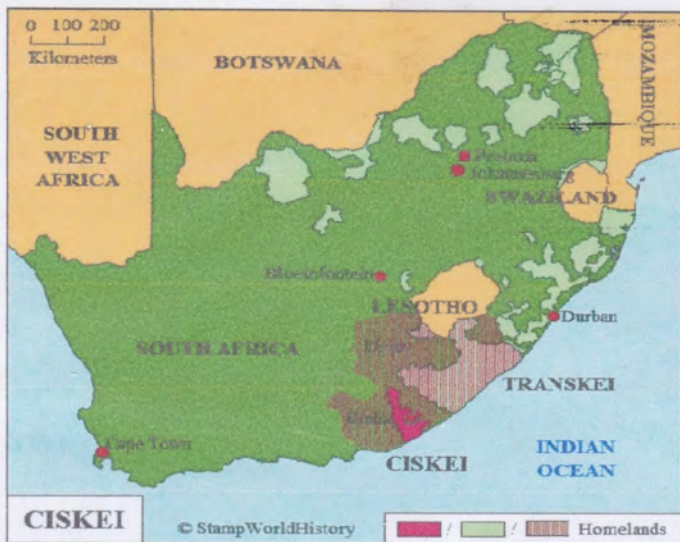 0 100 200
Kilometers
BOTSWANA
MOZAMBIQUE
SOUTH
WEST
AFRICA
Pretoria
Johannesburg
SWAZILAND
Bloemfontein
LESOTHO
Durban
SOUTH AFRICA
TRANSKEI
Cape Town
CISKEI
INDIAN
OCEAN
CISKEI
© StampWorldHistory
/ / Homelands